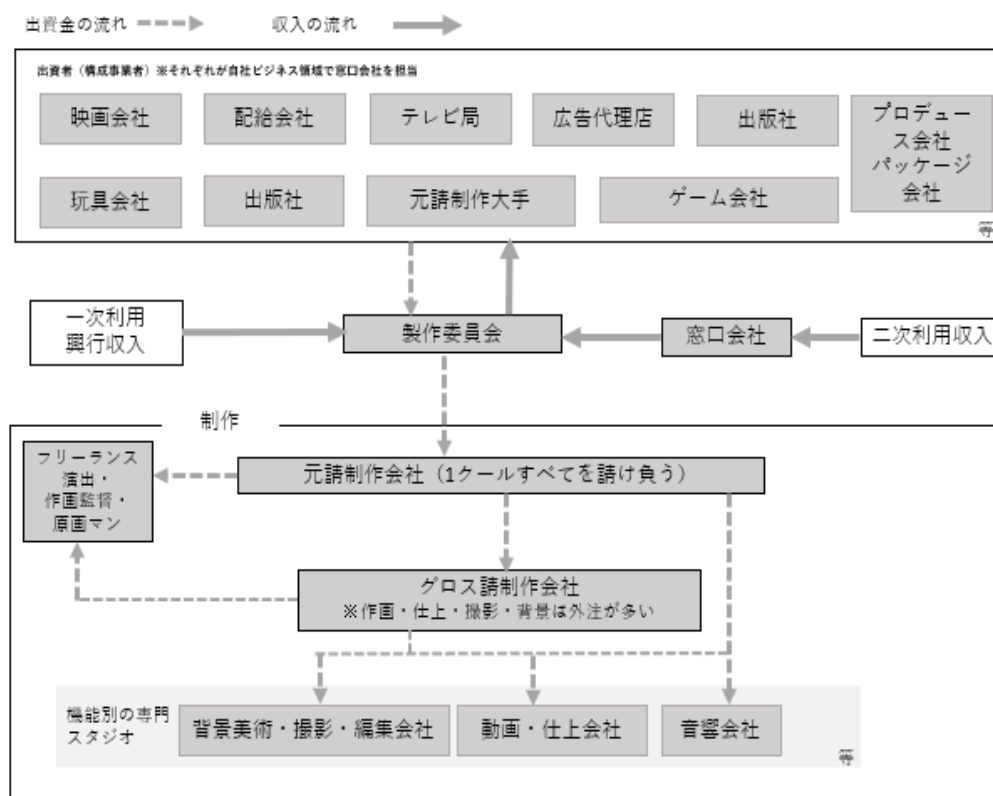 出資金の流れ
収入の流れ
出資者（構成事業者）※それぞれが自社ビジネス領域で窓口会社を担当
映画会社
配給会社
テレビ局
広告代理店
出版社
プロデュー
ス会社
パッケージ
会社
玩具会社
出版社
元請制作大手
ゲーム会社
等
一次利用
興行収入
製作委員会
窓口会社
二次利用収入
制作
フリーランス
演出・
作画監督・
原画マン
元請制作会社（1クールすべてを請け負う）
グロス請制作会社
※作画・仕上・撮影・背景は外注が多い
機能別の専門
スタジオ
背景美術・撮影・編集会社
動画・仕上会社
音響会社
等